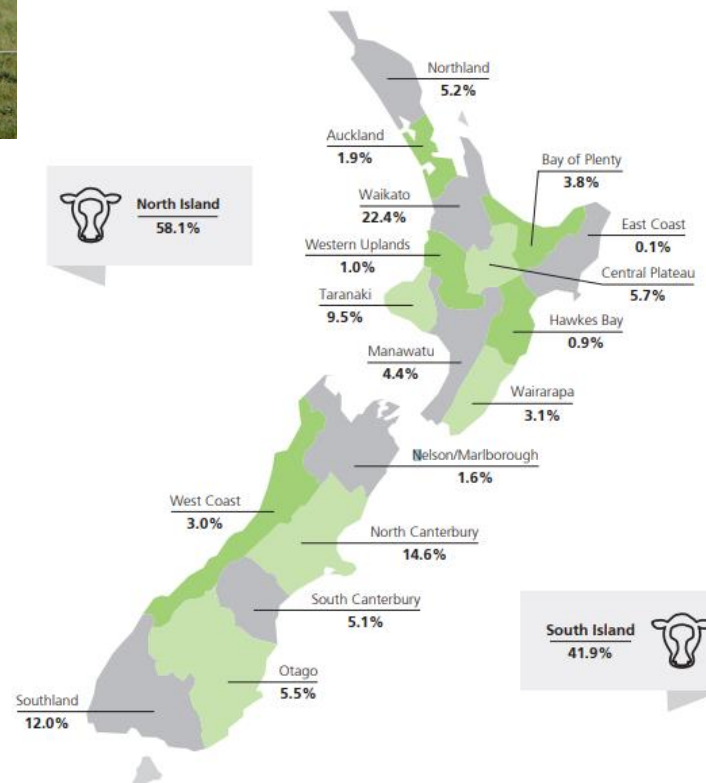 Northland
5.2%
Auckland
1.9%
Bay of Plenty
3.8%
North Island
58.1%
Waikato
22.4%
East Coast
0.1%
Western Uplands
1.0%
Central Plateau
5.7%
Taranaki
9.5%
Hawkes Bay
0.9%
Manawatu
4.4%
Wairarapa
3.1%
Nelson/Marlborough
1.6%
West Coast
3.0%
North Canterbury
14.6%
South Canterbury
5.1%
South Island
41.9%
Otago
5.5%
Southland
12.0%